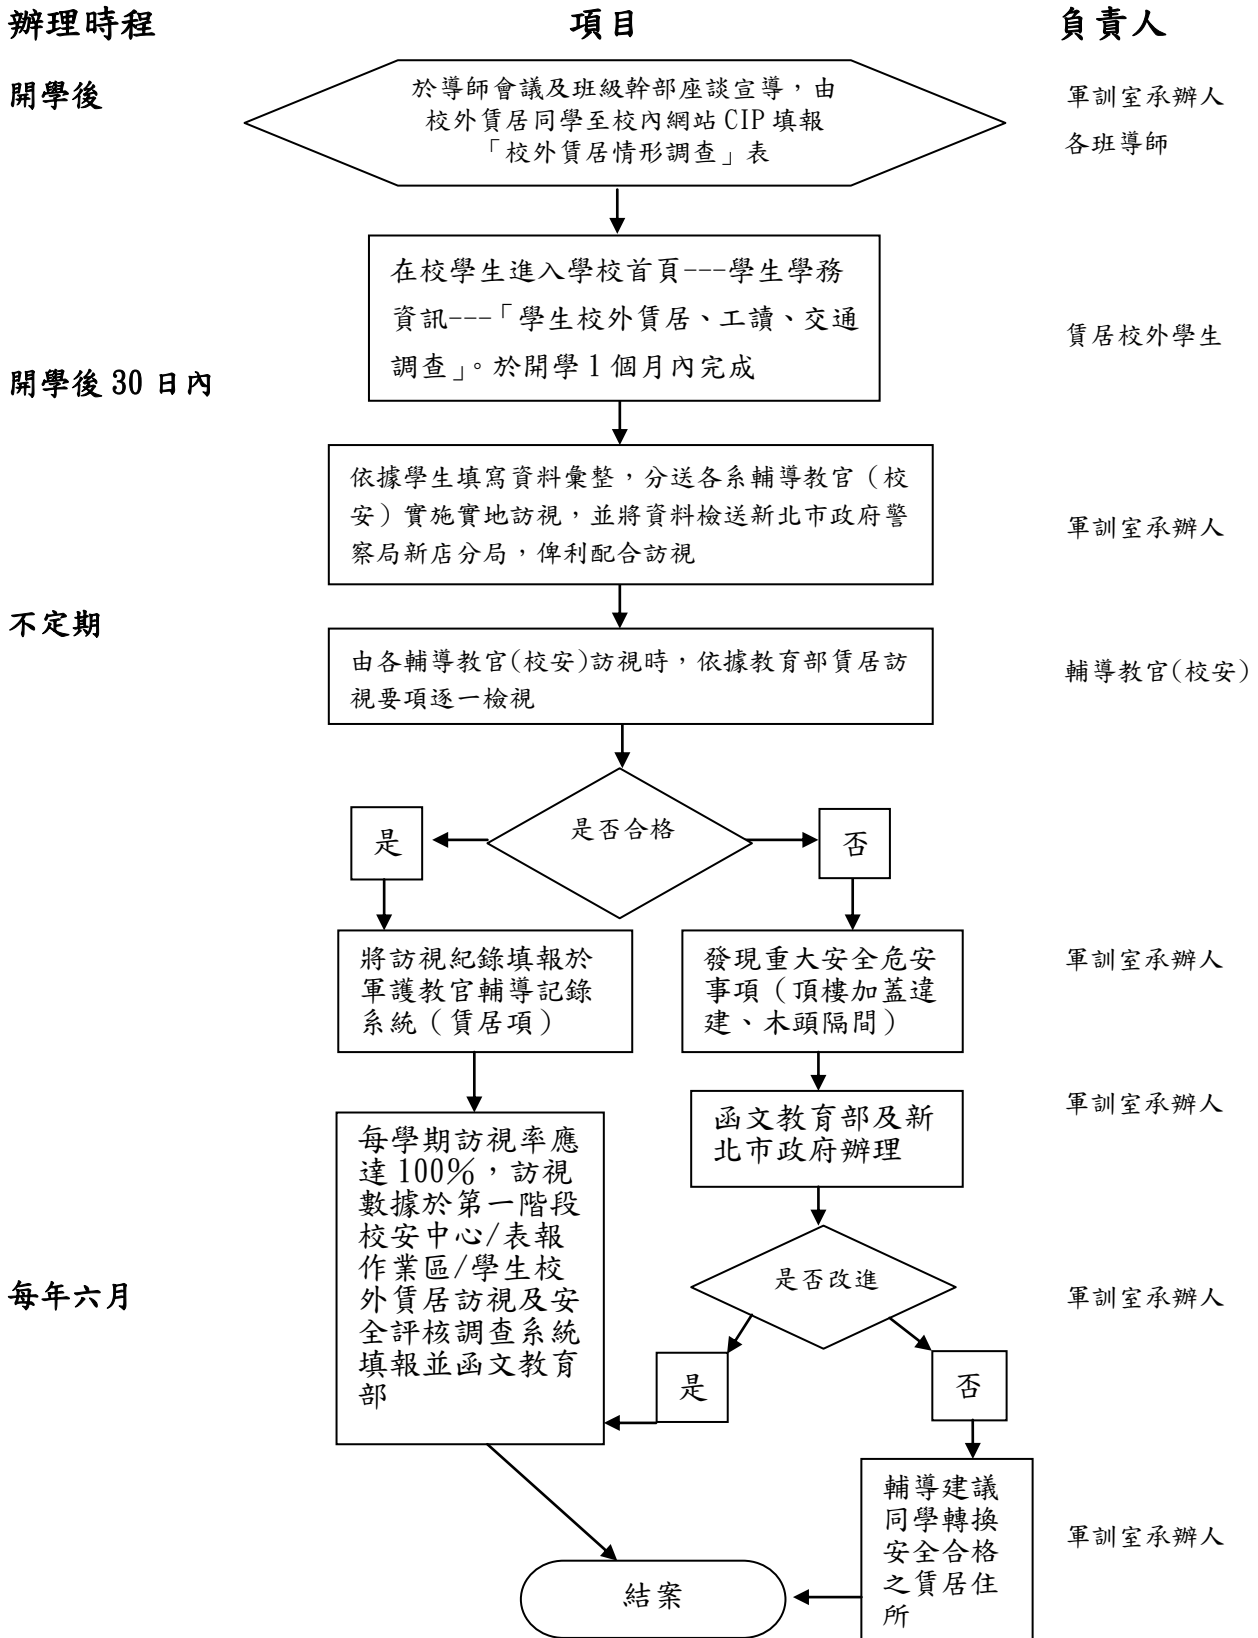 辦理時程
項目
負責人
開學後
於導師會議及班級幹部座談宣導，由
校外賃居同學至校內網站 CIP 填報
「校外賃居情形調查」表
軍訓室承辦人
各班導師
在校學生進入學校首頁---學生學務
資訊---「學生校外賃居、工讀、交通
調查」。於開學 1 個月內完成
賃居校外學生
開學後 30 日內
依據學生填寫資料彙整，分送各系輔導教官（校
安）實施實地訪視，並將資料檢送新北市政府警
察局新店分局，俾利配合訪視
軍訓室承辦人
不定期
由各輔導教官(校安)訪視時，依據教育部賃居訪
視要項逐一檢視
輔導教官(校安)
是否合格
是
否
將訪視紀錄填報於
軍護教官輔導記錄
系統（賃居項）
發現重大安全危安
事項（頂樓加蓋違
建、木頭隔間）
軍訓室承辦人
函文教育部及新
北市政府辦理
軍訓室承辦人
每學期訪視率應
達 100％，訪視
數據於第一階段
校安中心/表報
作業區/學生校
外賃居訪視及安
全評核調查系統
填報並函文教育
部
是否改進
每年六月
軍訓室承辦人
是
否
輔導建議
同學轉換
安全合格
之賃居住
所
軍訓室承辦人
結案